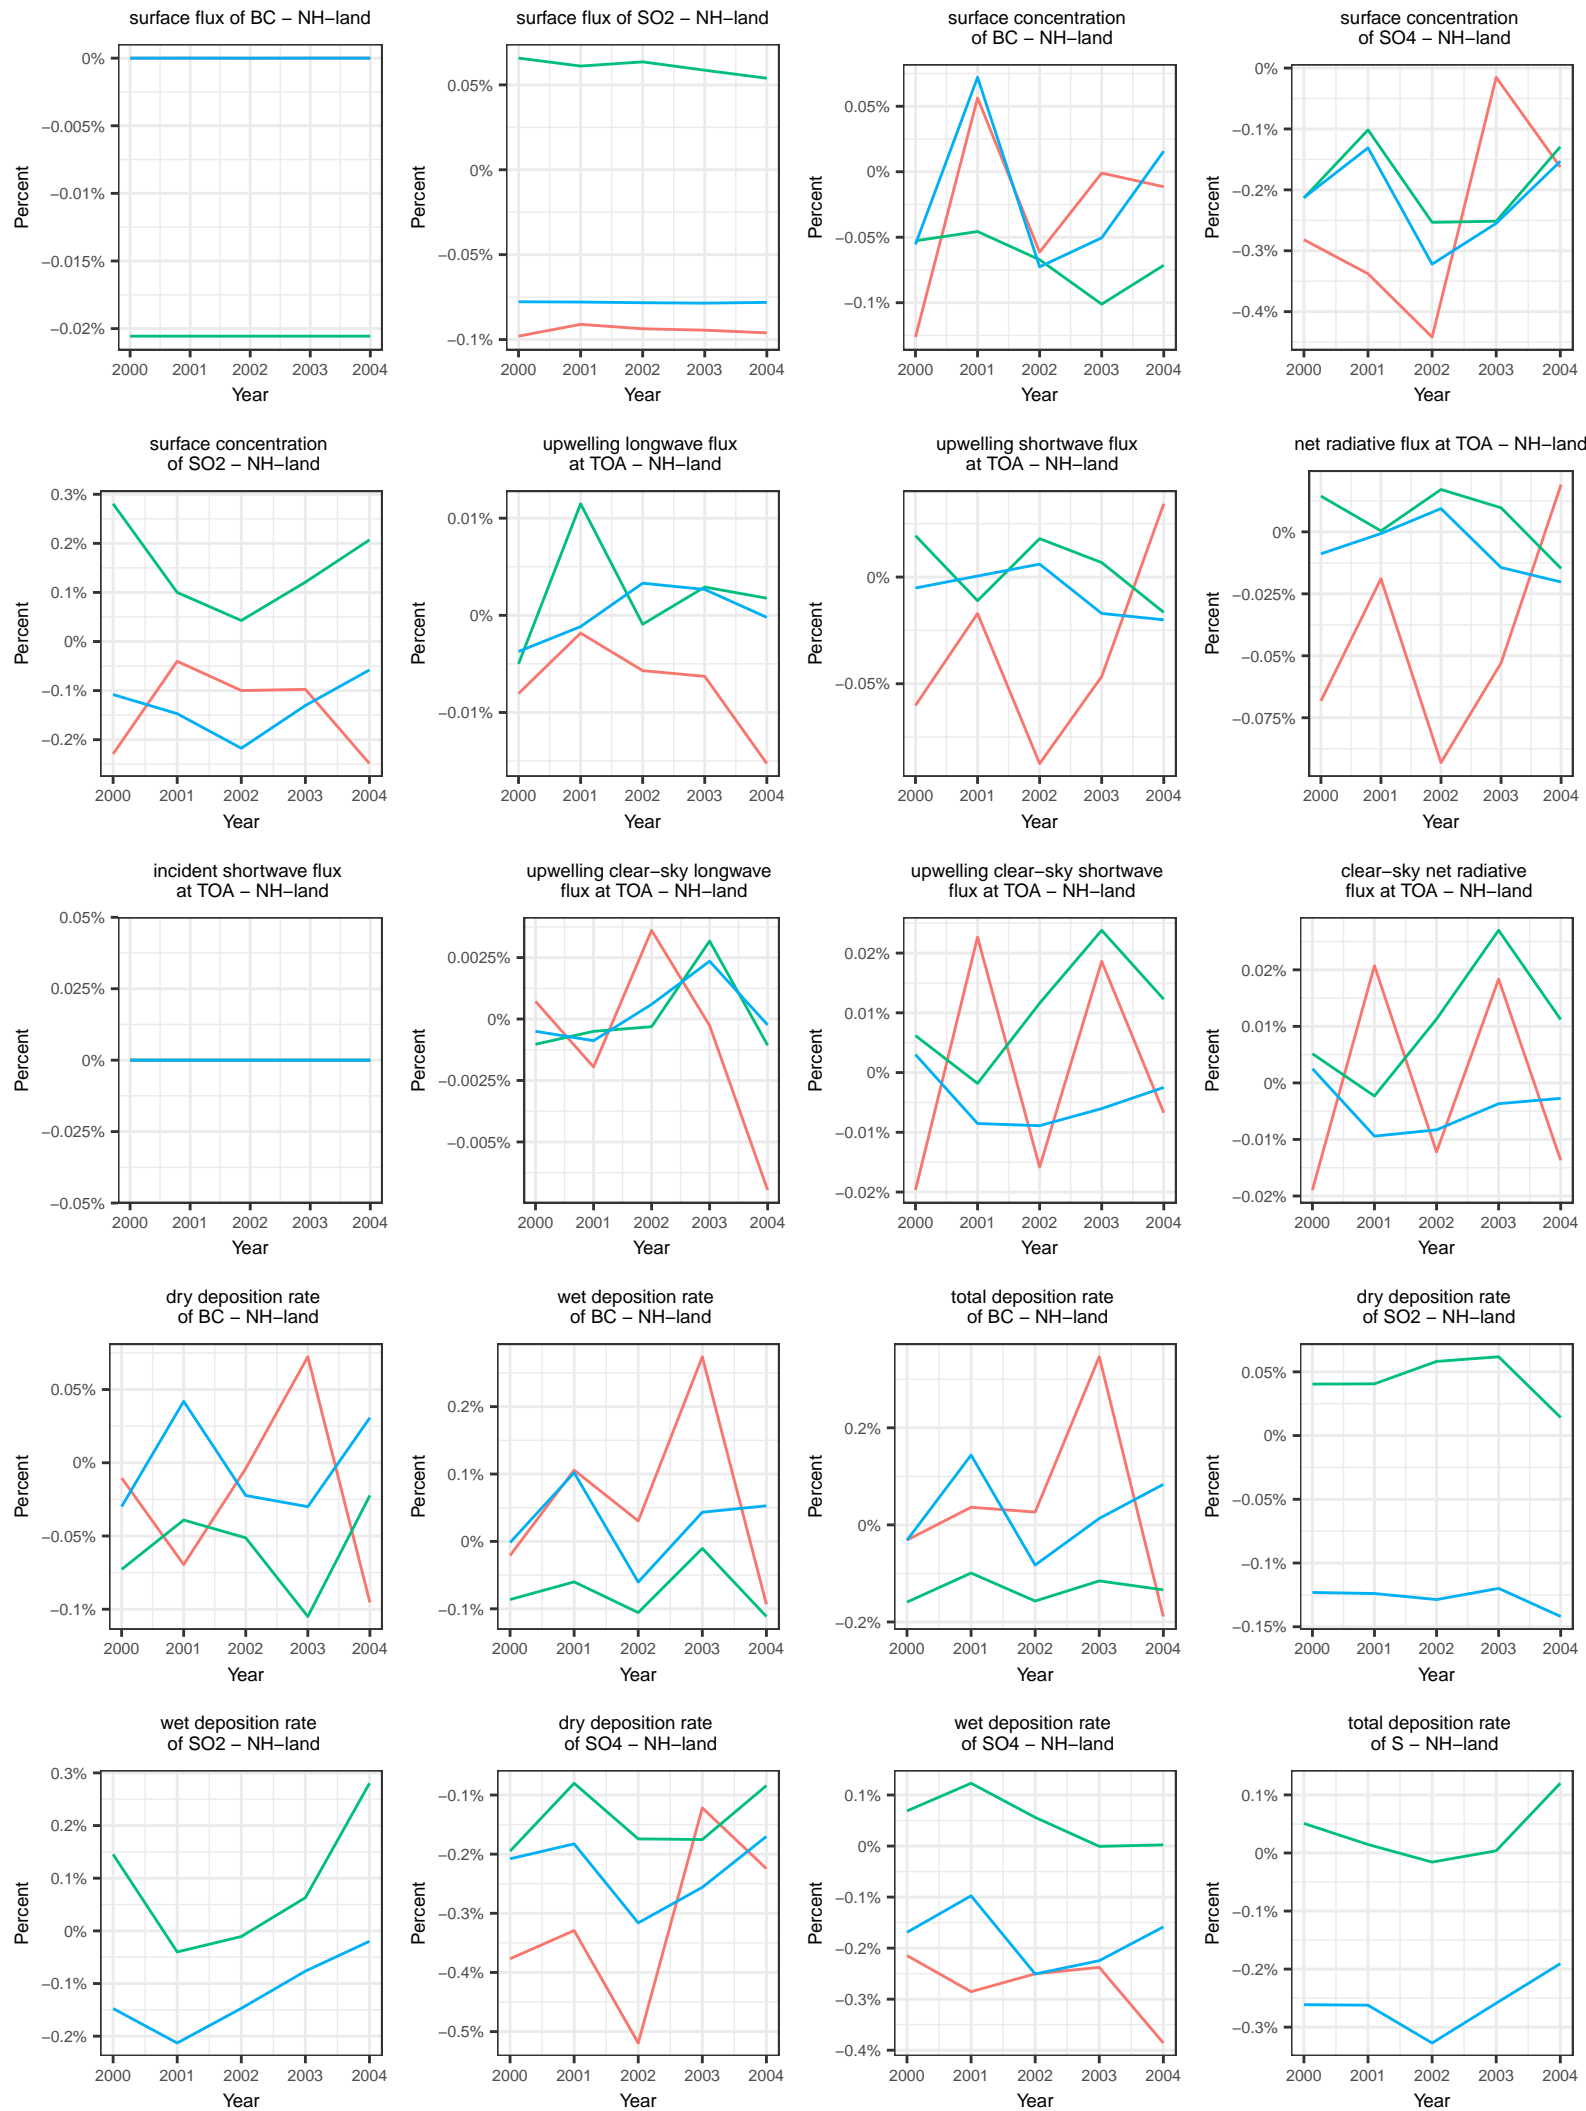 surface flux of BC − NH−land
0%
−0.005%
−0.01%
−0.015%
−0.02%
2000 2001 2002 2003 2004
Year
Percent
surface flux of SO2 − NH−land
0.05%
0%
−0.05%
−0.1%
2000 2001 2002 2003 2004
Year
Percent
surface concentration
of BC − NH−land
0.05%
0%
−0.05%
−0.1%
2000 2001 2002 2003 2004
Year
Percent
surface concentration
of SO4 − NH−land
0%
−0.1%
−0.2%
−0.3%
−0.4%
2000 2001 2002 2003 2004
Year
Percent
surface concentration
of SO2 − NH−land
0.3%
0.2%
0.1%
0%
−0.1%
−0.2%
2000 2001 2002 2003 2004
Year
Percent
upwelling longwave flux
at TOA − NH−land
0.01%
0%
−0.01%
2000 2001 2002 2003 2004
Year
Percent
upwelling shortwave flux
at TOA − NH−land
0%
−0.05%
2000 2001 2002 2003 2004
Year
Percent
net radiative flux at TOA − NH−land
0%
−0.025%
−0.05%
−0.075%
2000 2001 2002 2003 2004
Year
Percent
incident shortwave flux
at TOA − NH−land
0.05%
0.025%
0%
−0.025%
−0.05%
2000 2001 2002 2003 2004
Year
Percent
upwelling clear−sky longwave
flux at TOA − NH−land
0.0025%
0%
−0.0025%
−0.005%
2000 2001 2002 2003 2004
Year
Percent
upwelling clear−sky shortwave
flux at TOA − NH−land
0.02%
0.01%
0%
−0.01%
−0.02%
2000 2001 2002 2003 2004
Year
Percent
clear−sky net radiative
flux at TOA − NH−land
0.02%
0.01%
0%
−0.01%
−0.02%
2000 2001 2002 2003 2004
Year
Percent
dry deposition rate
of BC − NH−land
0.05%
0%
−0.05%
−0.1%
2000 2001 2002 2003 2004
Year
Percent
wet deposition rate
of BC − NH−land
0.2%
0.1%
0%
−0.1%
2000 2001 2002 2003 2004
Year
Percent
total deposition rate
of BC − NH−land
0.2%
0%
−0.2%
2000 2001 2002 2003 2004
Year
Percent
dry deposition rate
of SO2 − NH−land
0.05%
0%
−0.05%
−0.1%
−0.15%
2000 2001 2002 2003 2004
Year
Percent
wet deposition rate
of SO2 − NH−land
0.3%
0.2%
0.1%
0%
−0.1%
−0.2%
2000 2001 2002 2003 2004
Year
Percent
dry deposition rate
of SO4 − NH−land
−0.1%
−0.2%
−0.3%
−0.4%
−0.5%
2000 2001 2002 2003 2004
Year
Percent
wet deposition rate
of SO4 − NH−land
0.1%
0%
−0.1%
−0.2%
−0.3%
−0.4%
2000 2001 2002 2003 2004
Year
Percent
total deposition rate
of S − NH−land
0.1%
0%
−0.1%
−0.2%
−0.3%
2000 2001 2002 2003 2004
Year
Percent